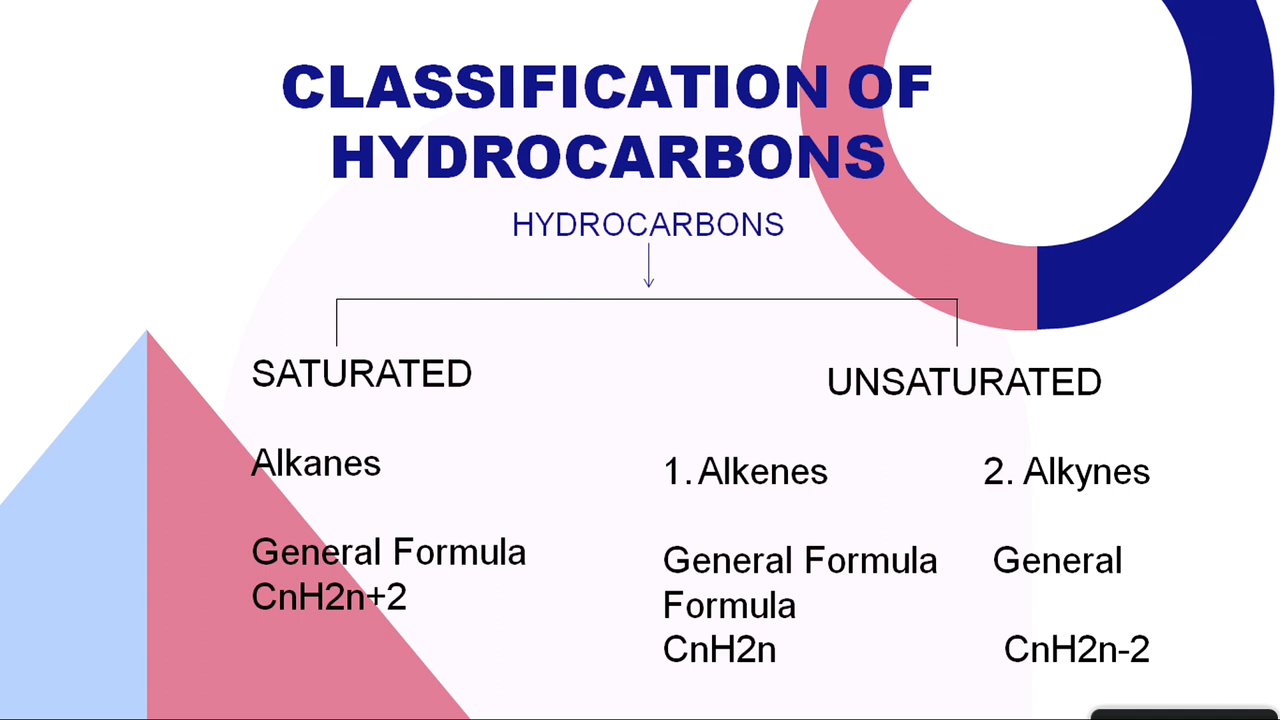 CLASSIFICATION OF
HYDROCARBONS
HYDROCARBONS
SATURATED
Alkanes
General Formula
CnH2n+2
UNSATURATED
1. Alkenes 2. Alkynes
General Formula General
Formula
CnH2n CnH2n-2